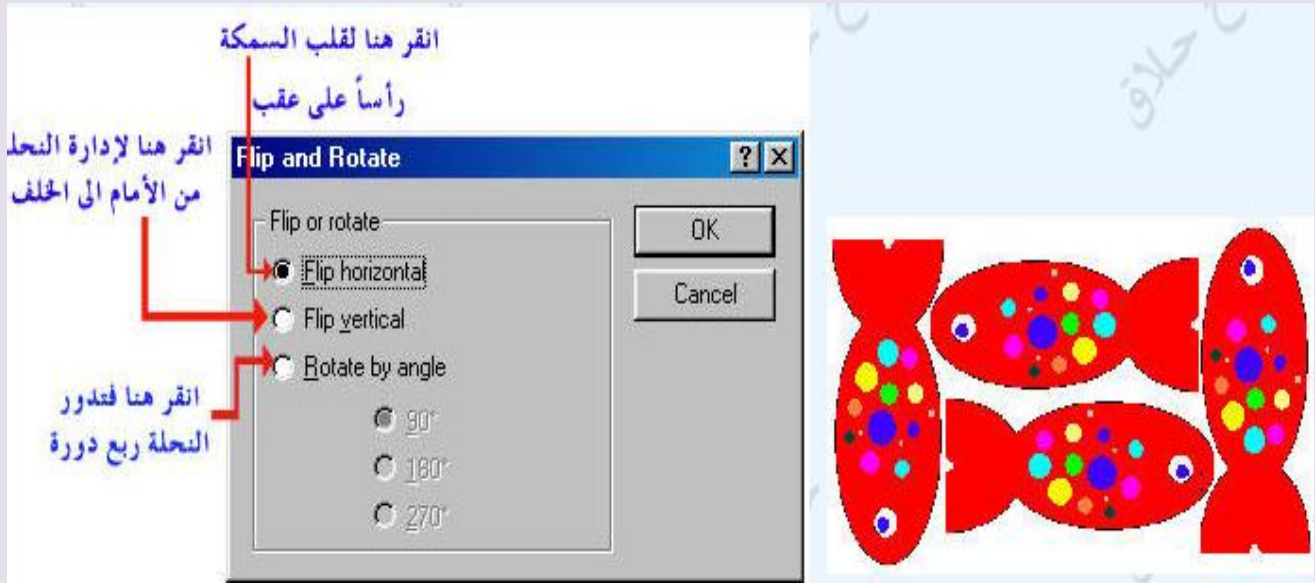 انقر هنا لقلب السمكة
رأساً على عقب
انقر هنا لإدارة النحل
من الأمام الى الخلف
انقر هنا فتدور
النحلة ربع دورة
Flip and Rotate
Flip or rotate
Flip horizontal
Flip vertical
Rotate by angle
90°
180°
270°
OK
Cancel
ح حلاق